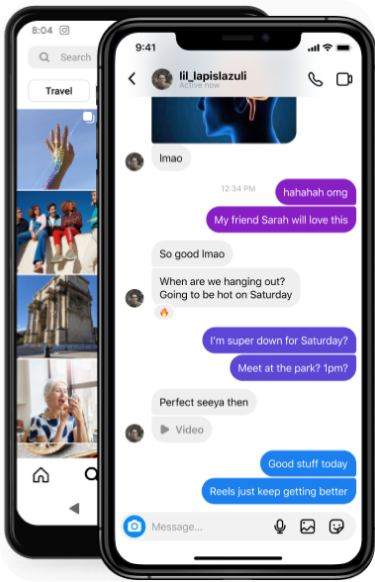 8:04
Search
Travel
9:41
lil_lapislazuli
Active now
lmao
12:34 PM
hahahah omg
My friend Sarah will love this
So good lmao
When are we hanging out?
Going to be hot on Saturday
I'm super down for Saturday?
Meet at the park? 1pm?
Perfect seeya then
Video
Good stuff today
Reels just keep getting better
Message...